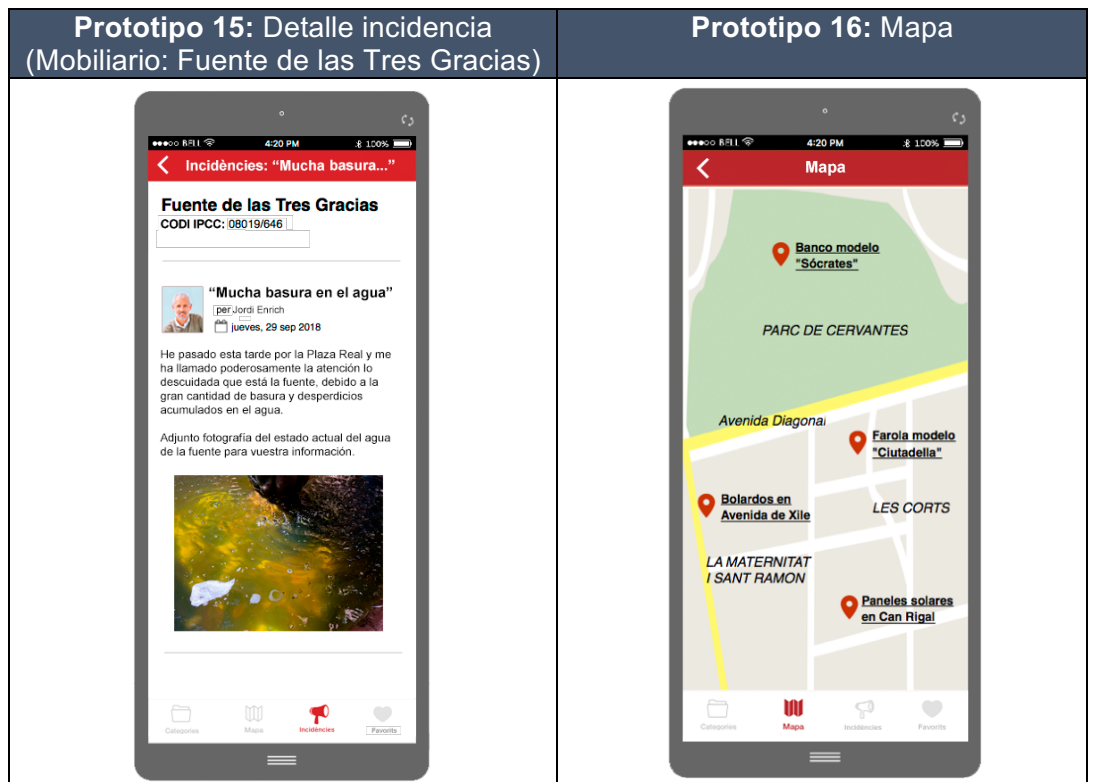 Prototipo 15: Detalle incidencia
(Mobiliario: Fuente de las Tres Gracias)
Prototipo 16: Mapa
●●●○○ BELL 4:20 PM 100%
Incidències: “Mucha basura...”
Fuente de las Tres Gracias
CODI IPCC: 08019/646
“Mucha basura en el agua”
per Jordi Enrich
jueves, 29 sep 2018
He pasado esta tarde por la Plaza Real y me
ha llamado poderosamente la atención lo
descuidada que está la fuente, debido a la
gran cantidad de basura y desperdicios
acumulados en el agua.
Adjunto fotografía del estado actual del agua
de la fuente para vuestra información.
Categories Mapa Incidències Favorits
●●●○○ BELL 4:20 PM 100%
Mapa
Banco modelo
"Sócrates"
PARC DE CERVANTES
Avenida Diagonal
Farola modelo
"Ciutadella"
Bolardos en
Avenida de Xile
LES CORTS
LA MATERNITAT
I SANT RAMON
Paneles solares
en Can Rigal
Categories Mapa Incidències Favorits